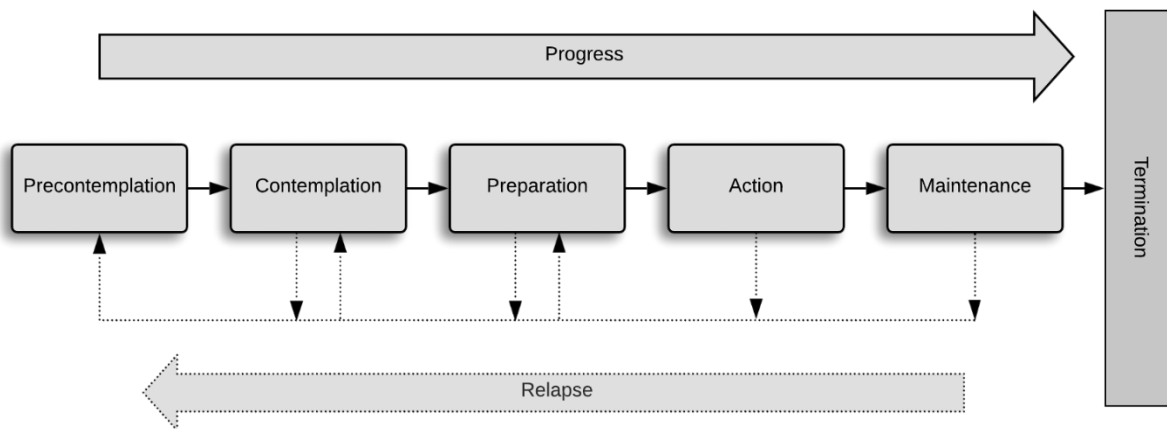 Progress
Precontemplation
Contemplation
Preparation
Action
Maintenance
Termination
Relapse